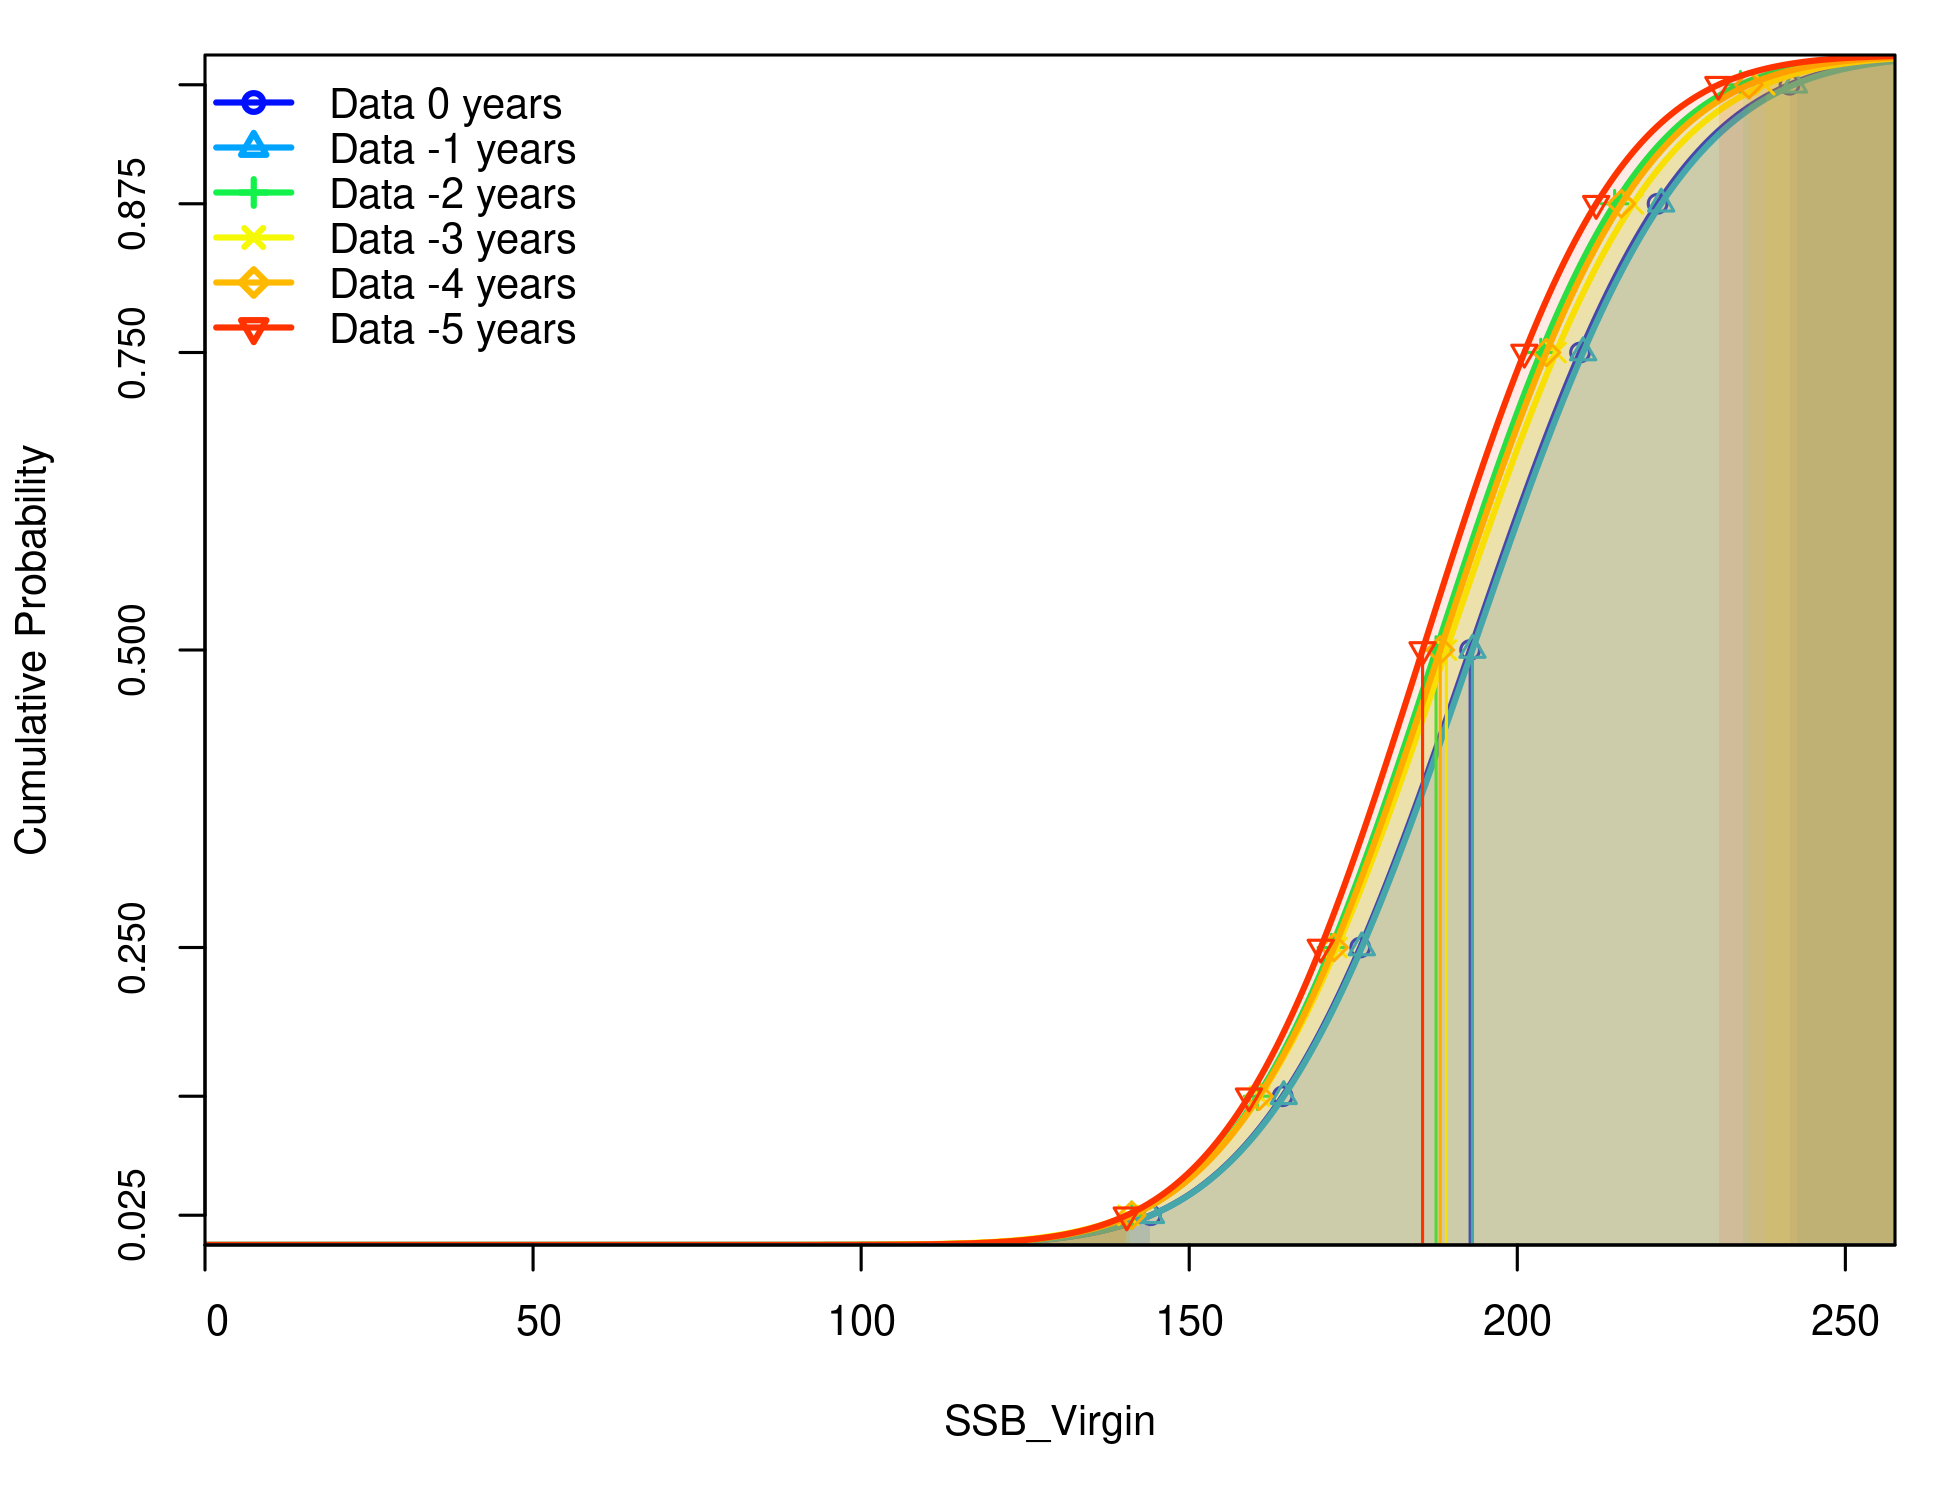 Data 0 years
Data -1 years
Data -2 years
Data -3 years
Data -4 years
Data -5 years
Cumulative Probability
0.875
0.750
0.500
0.250
0.025
0 50 100 150 200 250
SSB_Virgin